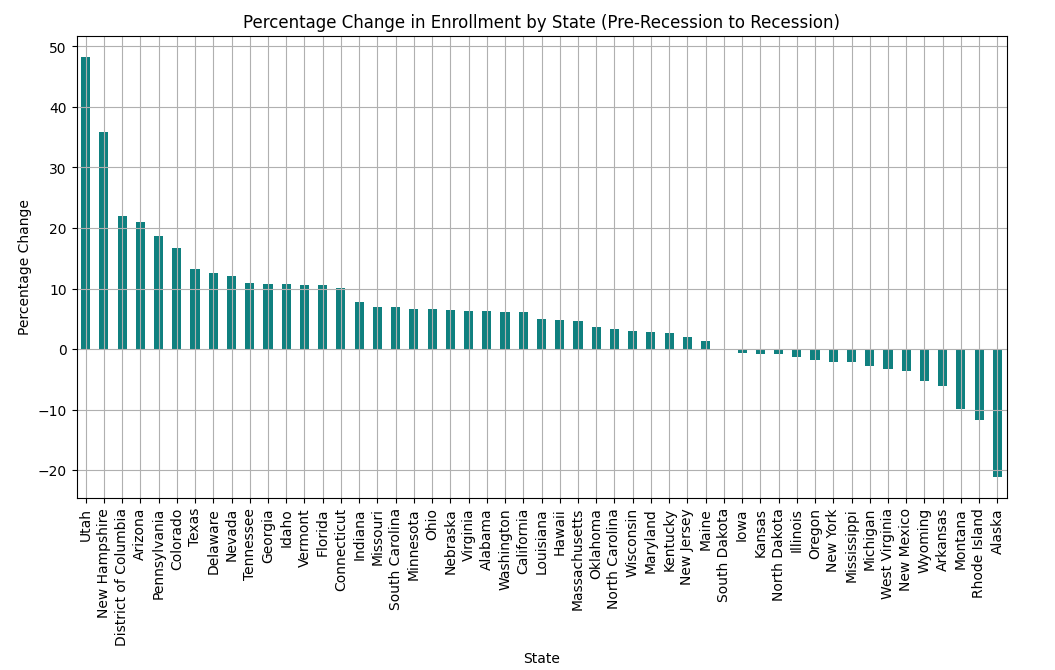 Percentage Change in Enrollment by State (Pre-Recession to Recession)
50
40
30
20
10
0
−10
−20
Percentage Change
Utah
New Hampshire
District of Columbia
Arizona
Pennsylvania
Colorado
Texas
Delaware
Nevada
Tennessee
Georgia
Idaho
Vermont
Florida
Connecticut
Indiana
Missouri
South Carolina
Minnesota
Ohio
Nebraska
Virginia
Alabama
Washington
California
Louisiana
Hawaii
Massachusetts
Oklahoma
North Carolina
Wisconsin
Maryland
Kentucky
New Jersey
Maine
South Dakota
Iowa
Kansas
North Dakota
Illinois
Oregon
New York
Mississippi
Michigan
West Virginia
New Mexico
Wyoming
Arkansas
Montana
Rhode Island
Alaska
State